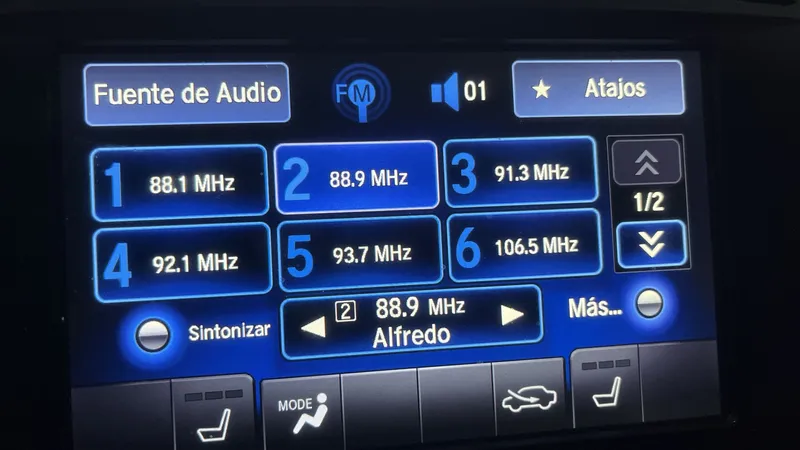 Fuente de Audio
FM
01
★ Atajos
1 88.1 MHz
2 88.9 MHz
3 91.3 MHz
1/2
4 92.1 MHz
5 93.7 MHz
6 106.5 MHz
Sintonizar
2 88.9 MHz
Alfredo
Más...
MODE